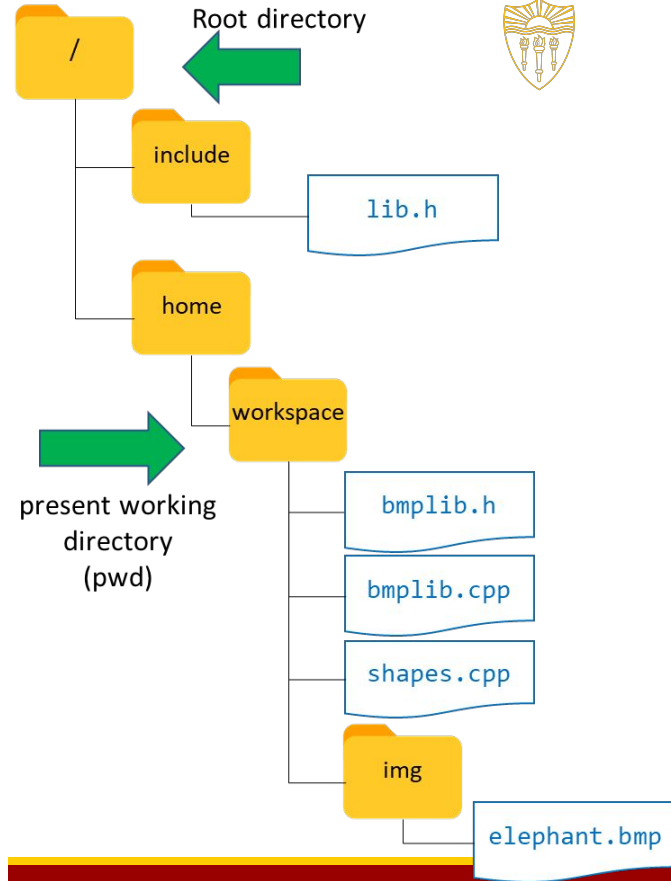 Root directory
/
include
lib.h
home
workspace
present working
directory
(pwd)
bmplib.h
bmplib.cpp
shapes.cpp
img
elephant.bmp